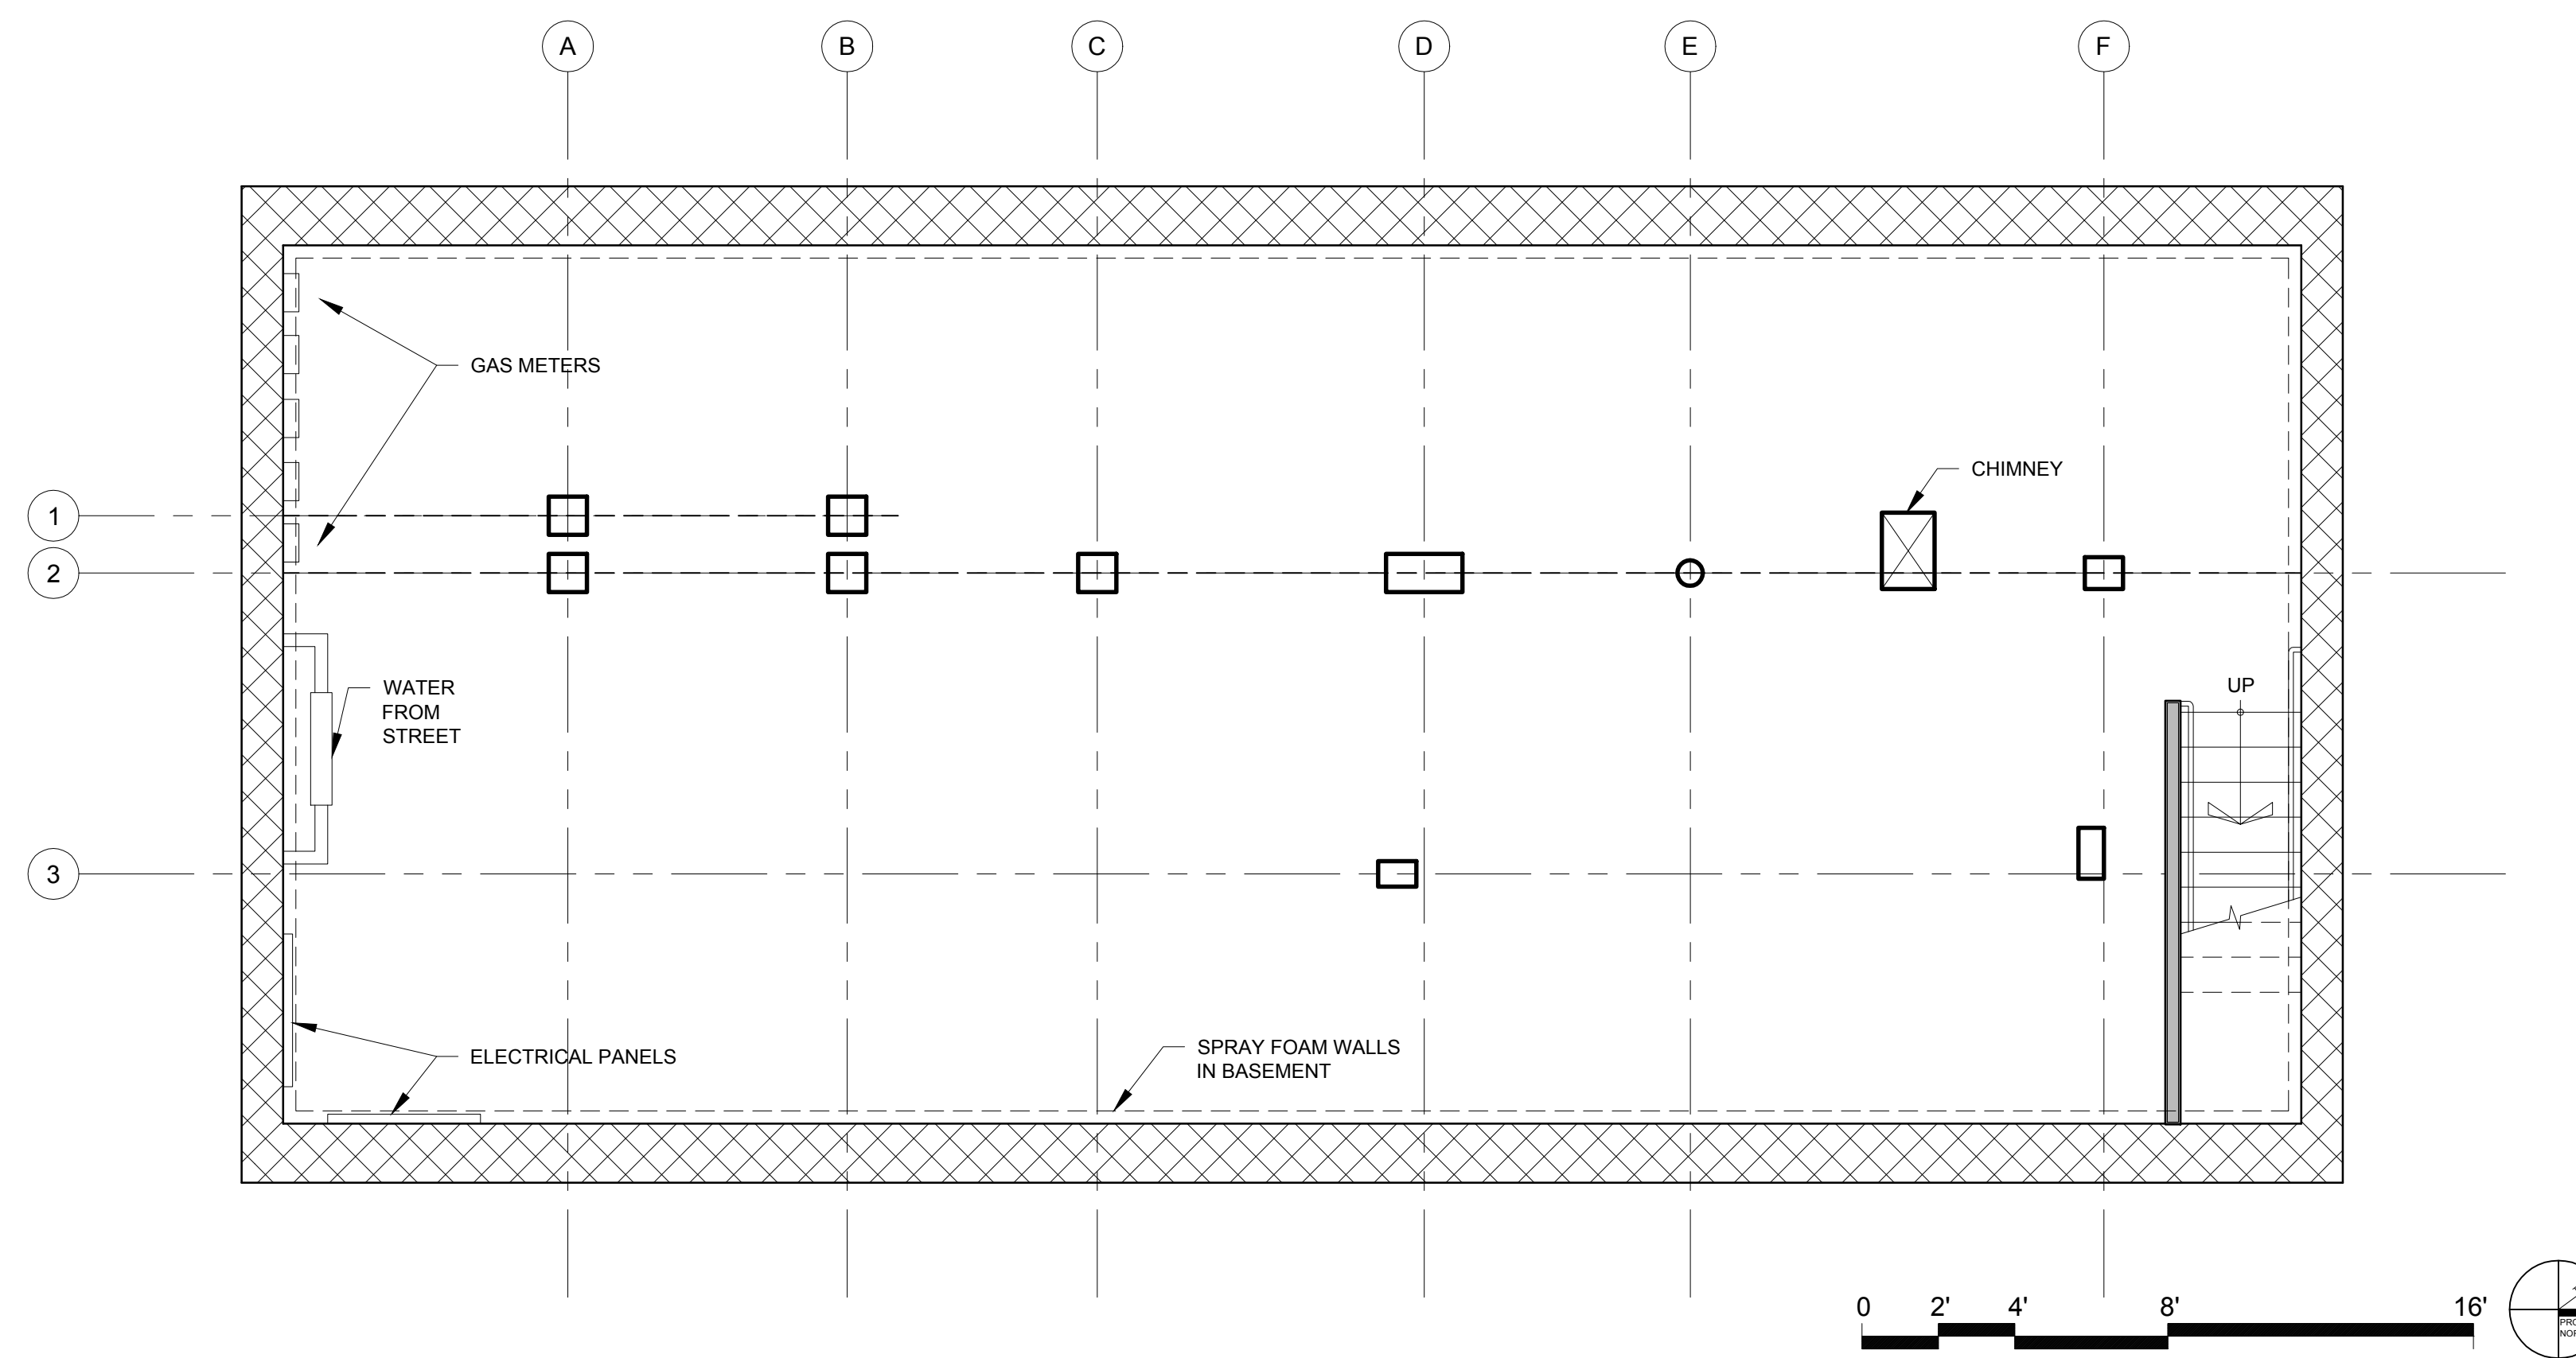 A B C D E F
GAS METERS
CHIMNEY
1
2
UP
WATER
FROM
STREET
3
SPRAY FOAM WALLS
IN BASEMENT
ELECTRICAL PANELS
0 2' 4' 8' 16'